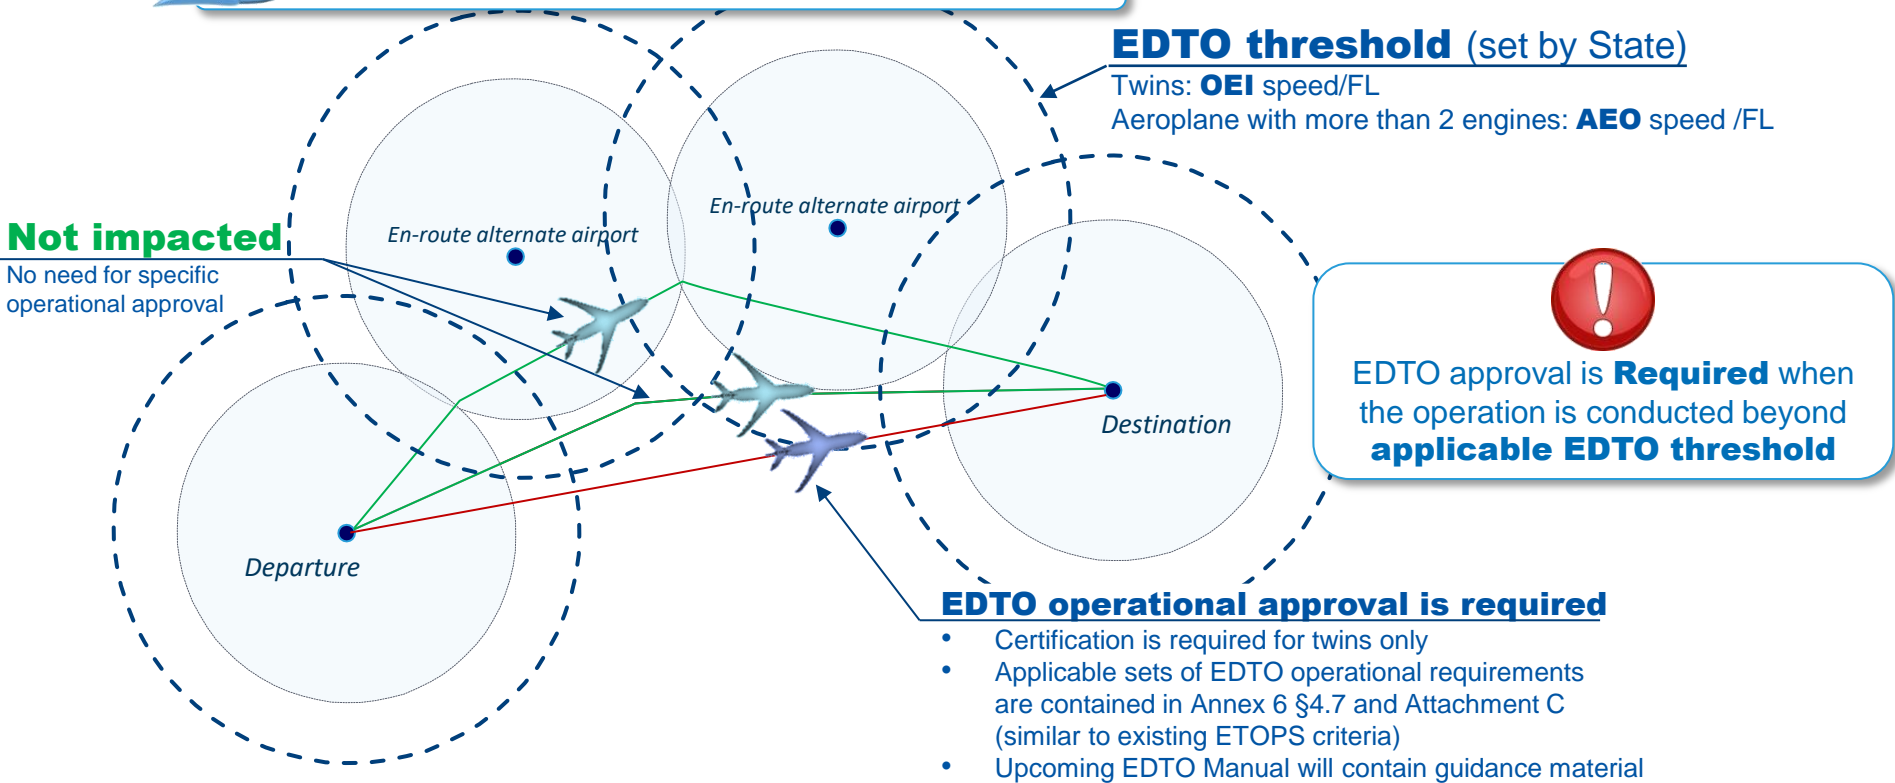 EDTO threshold (set by State)
Twins: OEI speed/FL
Aeroplane with more than 2 engines: AEO speed /FL
En-route alternate airport
En-route alternate airport
Not impacted
No need for specific
operational approval
EDTO approval is Required when
the operation is conducted beyond
applicable EDTO threshold
Destination
Departure
EDTO operational approval is required
• Certification is required for twins only
• Applicable sets of EDTO operational requirements
are contained in Annex 6 §4.7 and Attachment C
(similar to existing ETOPS criteria)
• Upcoming EDTO Manual will contain guidance material